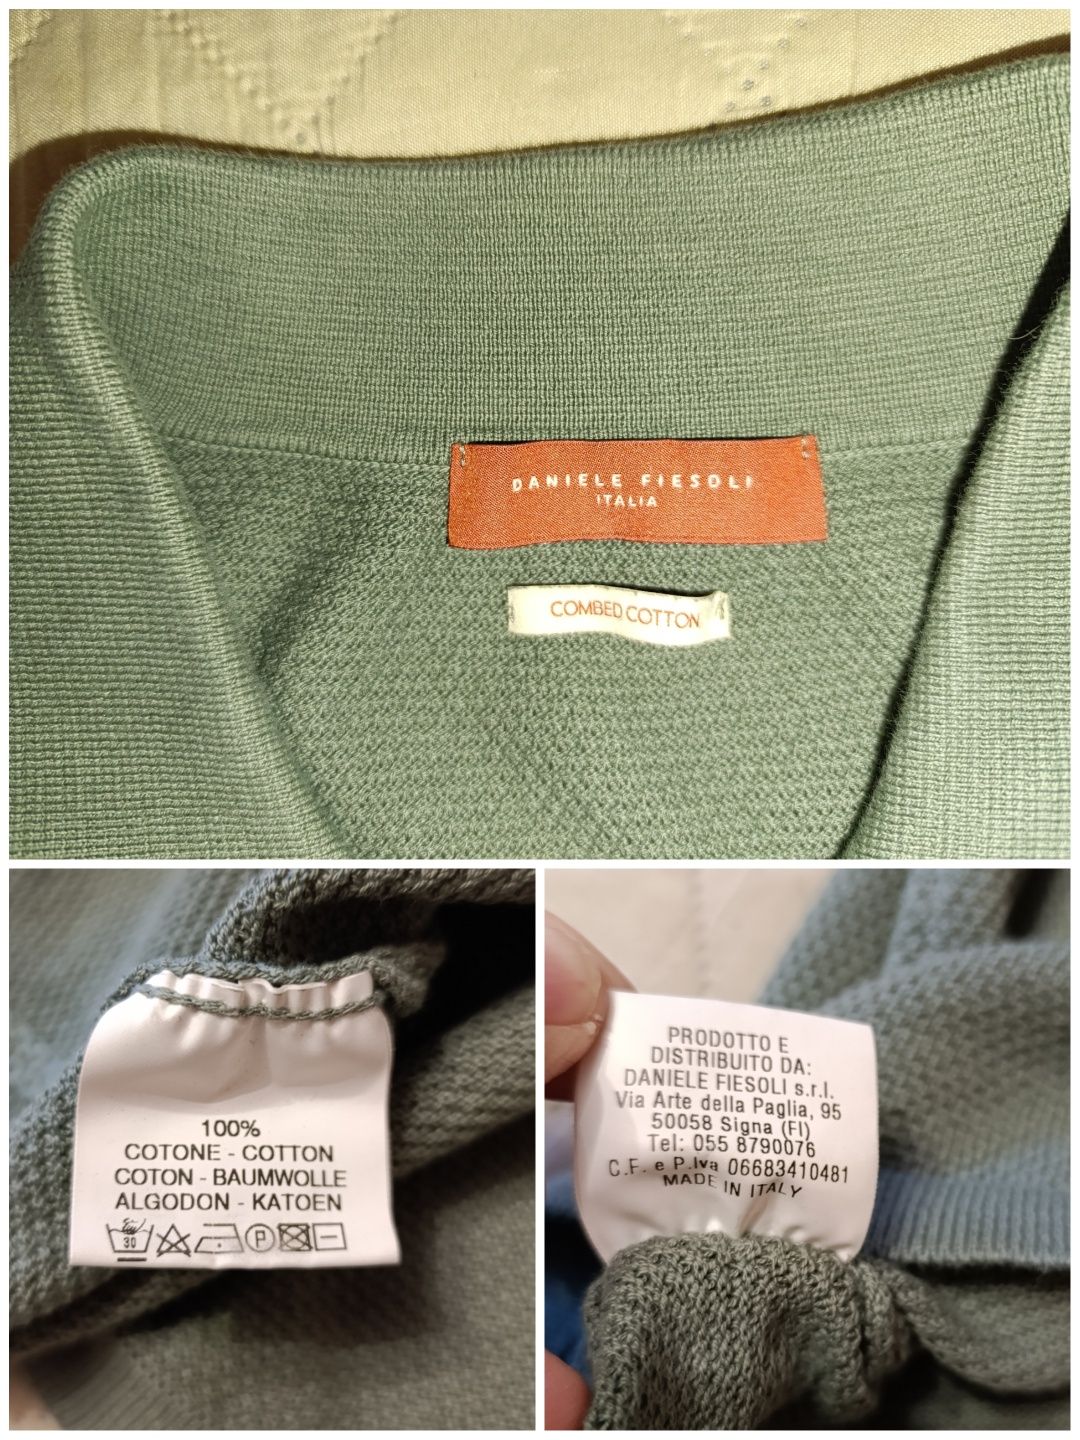 DANIELE FIESOLI
ITALIA
COMBED COTTON
100%
COTONE - COTTON
COTON - BAUMWOLLE
ALGODON - KATOEN
30
P
PRODOTTO E
DISTRIBUITO DA:
DANIELE FIESOLI s.r.l.
Via Arte della Paglia, 95
50058 Signa (FI)
Tel: 055 8790076
C.F. e P.Iva 06683410481
MADE IN ITALY